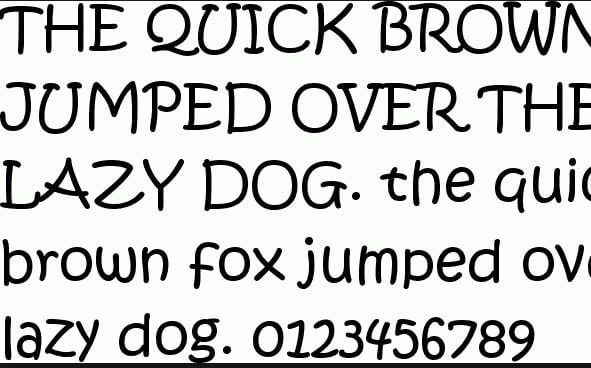 THE QUICK BROWN
JUMPED OVER THE
LAZY DOG. the quic
brown fox jumped ove
lazy dog. 0123456789